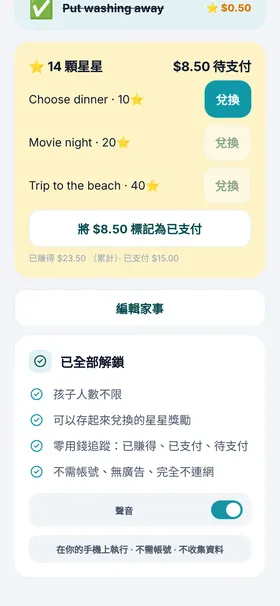 Put washing away ⭐ $0.50
⭐ 14 顆星星 $8.50 待支付
Choose dinner · 10⭐ 兌換
Movie night · 20⭐ 兌換
Trip to the beach · 40⭐ 兌換
將 $8.50 標記為已支付
已賺得 $23.50 （累計）· 已支付 $15.00
編輯家事
已全部解鎖
孩子人數不限
可以存起來兌換的星星獎勵
零用錢追蹤：已賺得、已支付、待支付
不需帳號、無廣告、完全不連網
聲音
在你的手機上執行 · 不需帳號 · 不收集資料